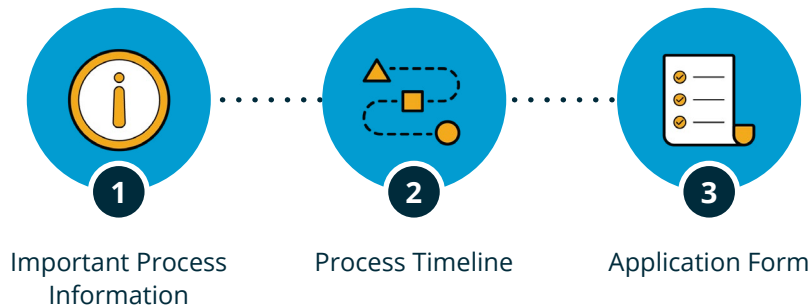 1
2
3
Important Process
Information
Process Timeline
Application Form